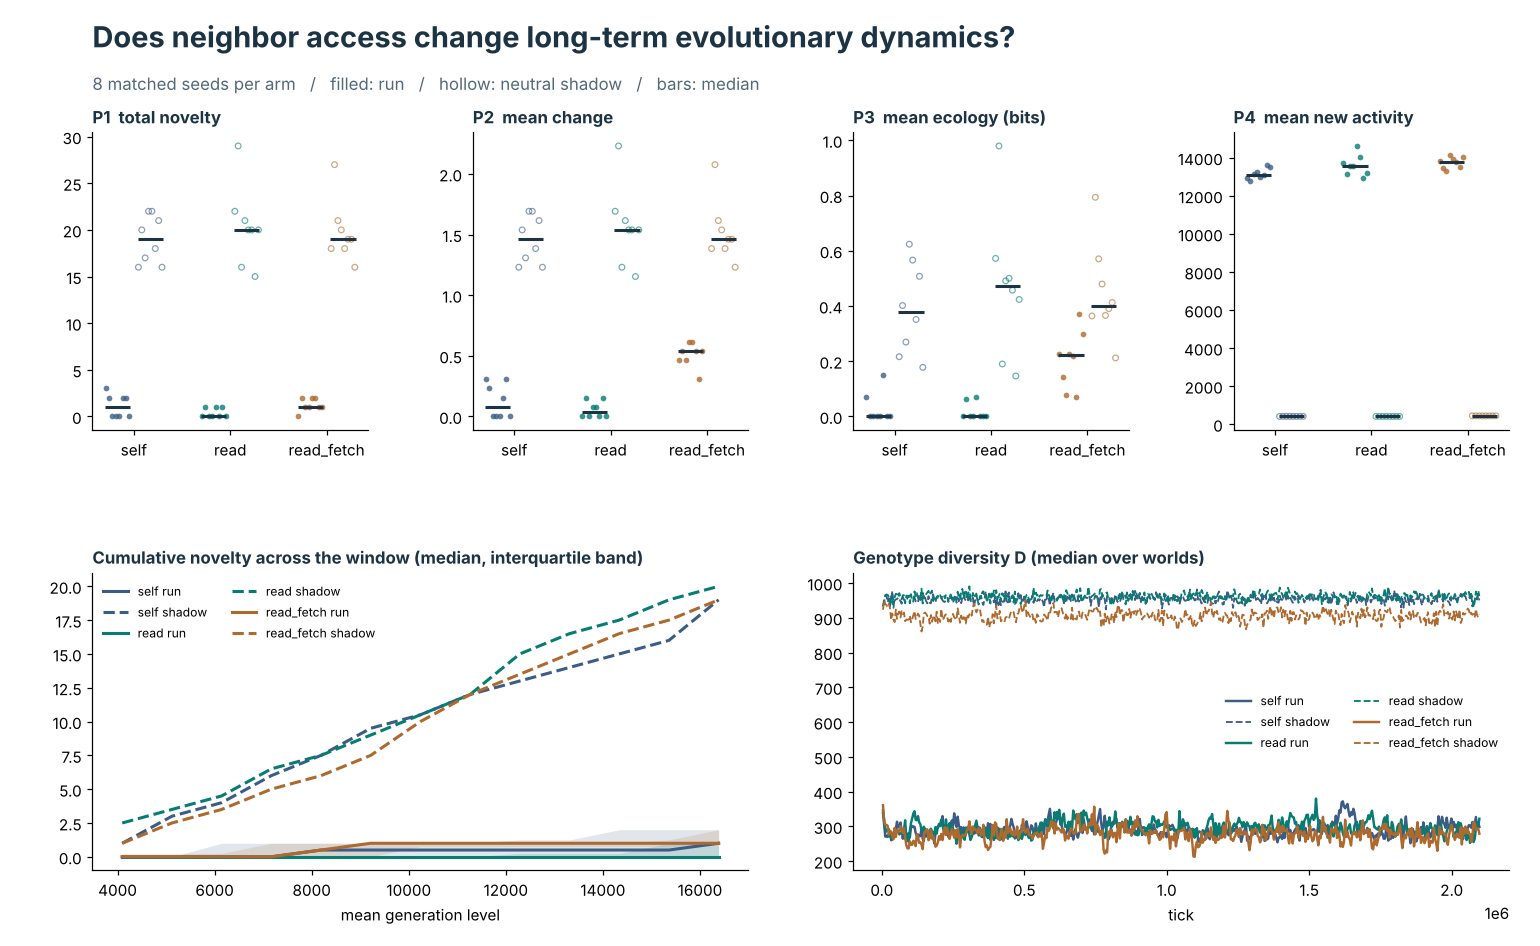 Does neighbor access change long-term evolutionary dynamics?
8 matched seeds per arm / filled: run / hollow: neutral shadow / bars: median
P1 total novelty
30
25
20
15
10
5
0
self read read_fetch
P2 mean change
2.0
1.5
1.0
0.5
0.0
self read read_fetch
P3 mean ecology (bits)
1.0
0.8
0.6
0.4
0.2
0.0
self read read_fetch
P4 mean new activity
14000
12000
10000
8000
6000
4000
2000
0
self read read_fetch
Cumulative novelty across the window (median, interquartile band)
20.0
17.5
15.0
12.5
10.0
7.5
5.0
2.5
0.0
self run
self shadow
read run
read shadow
read_fetch run
read_fetch shadow
4000 6000 8000 10000 12000 14000 16000
mean generation level
Genotype diversity D (median over worlds)
1000
900
800
700
600
500
400
300
200
self run
self shadow
read run
read shadow
read_fetch run
read_fetch shadow
0.0 0.5 1.0 1.5 2.0
1e6
tick